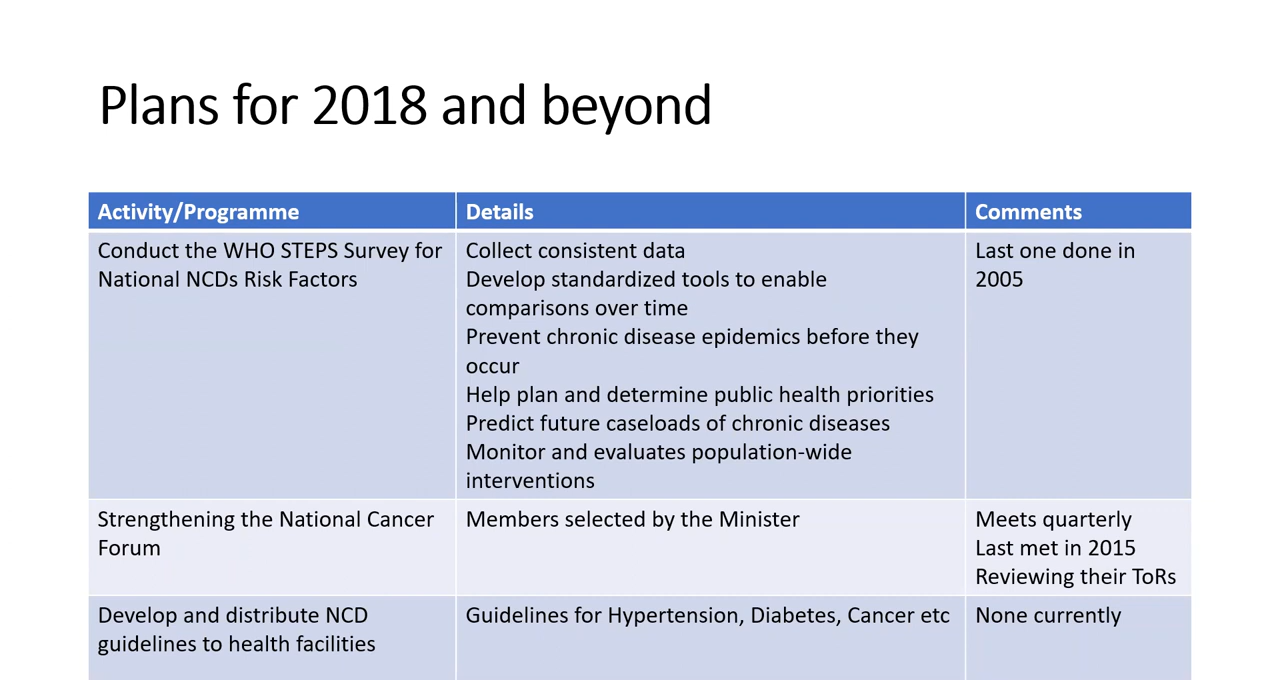 Plans for 2018 and beyond
Activity/Programme
Details
Comments
Conduct the WHO STEPS Survey for
National NCDs Risk Factors
Collect consistent data
Develop standardized tools to enable
comparisons over time
Prevent chronic disease epidemics before they
occur
Help plan and determine public health priorities
Predict future caseloads of chronic diseases
Monitor and evaluates population-wide
interventions
Last one done in
2005
Strengthening the National Cancer
Forum
Members selected by the Minister
Meets quarterly
Last met in 2015
Reviewing their ToRs
Develop and distribute NCD
guidelines to health facilities
Guidelines for Hypertension, Diabetes, Cancer etc
None currently